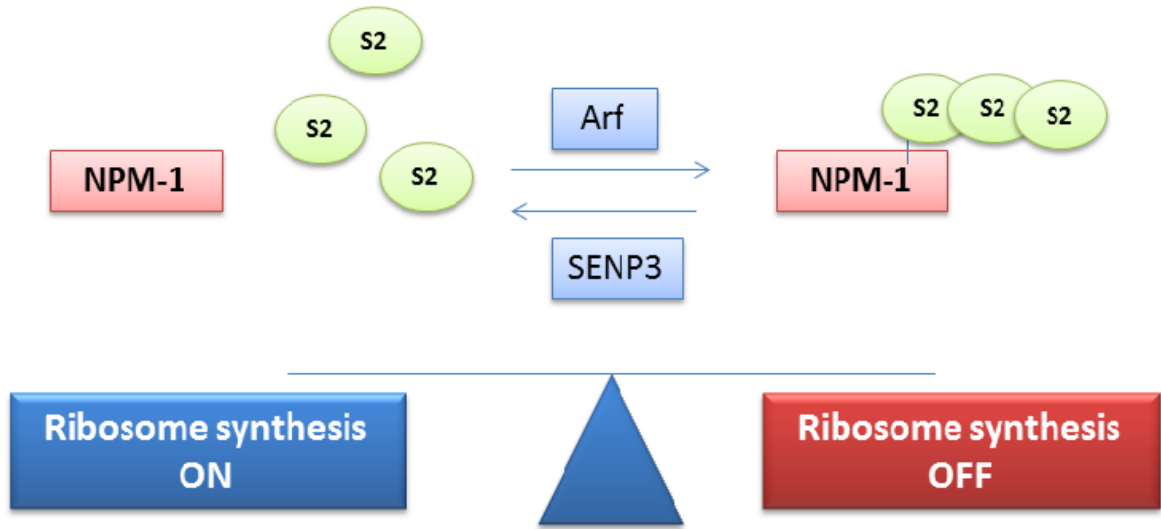 S2
S2
S2
NPM-1
Arf
SENP3
S2
S2
S2
NPM-1
Ribosome synthesis
ON
Ribosome synthesis
OFF